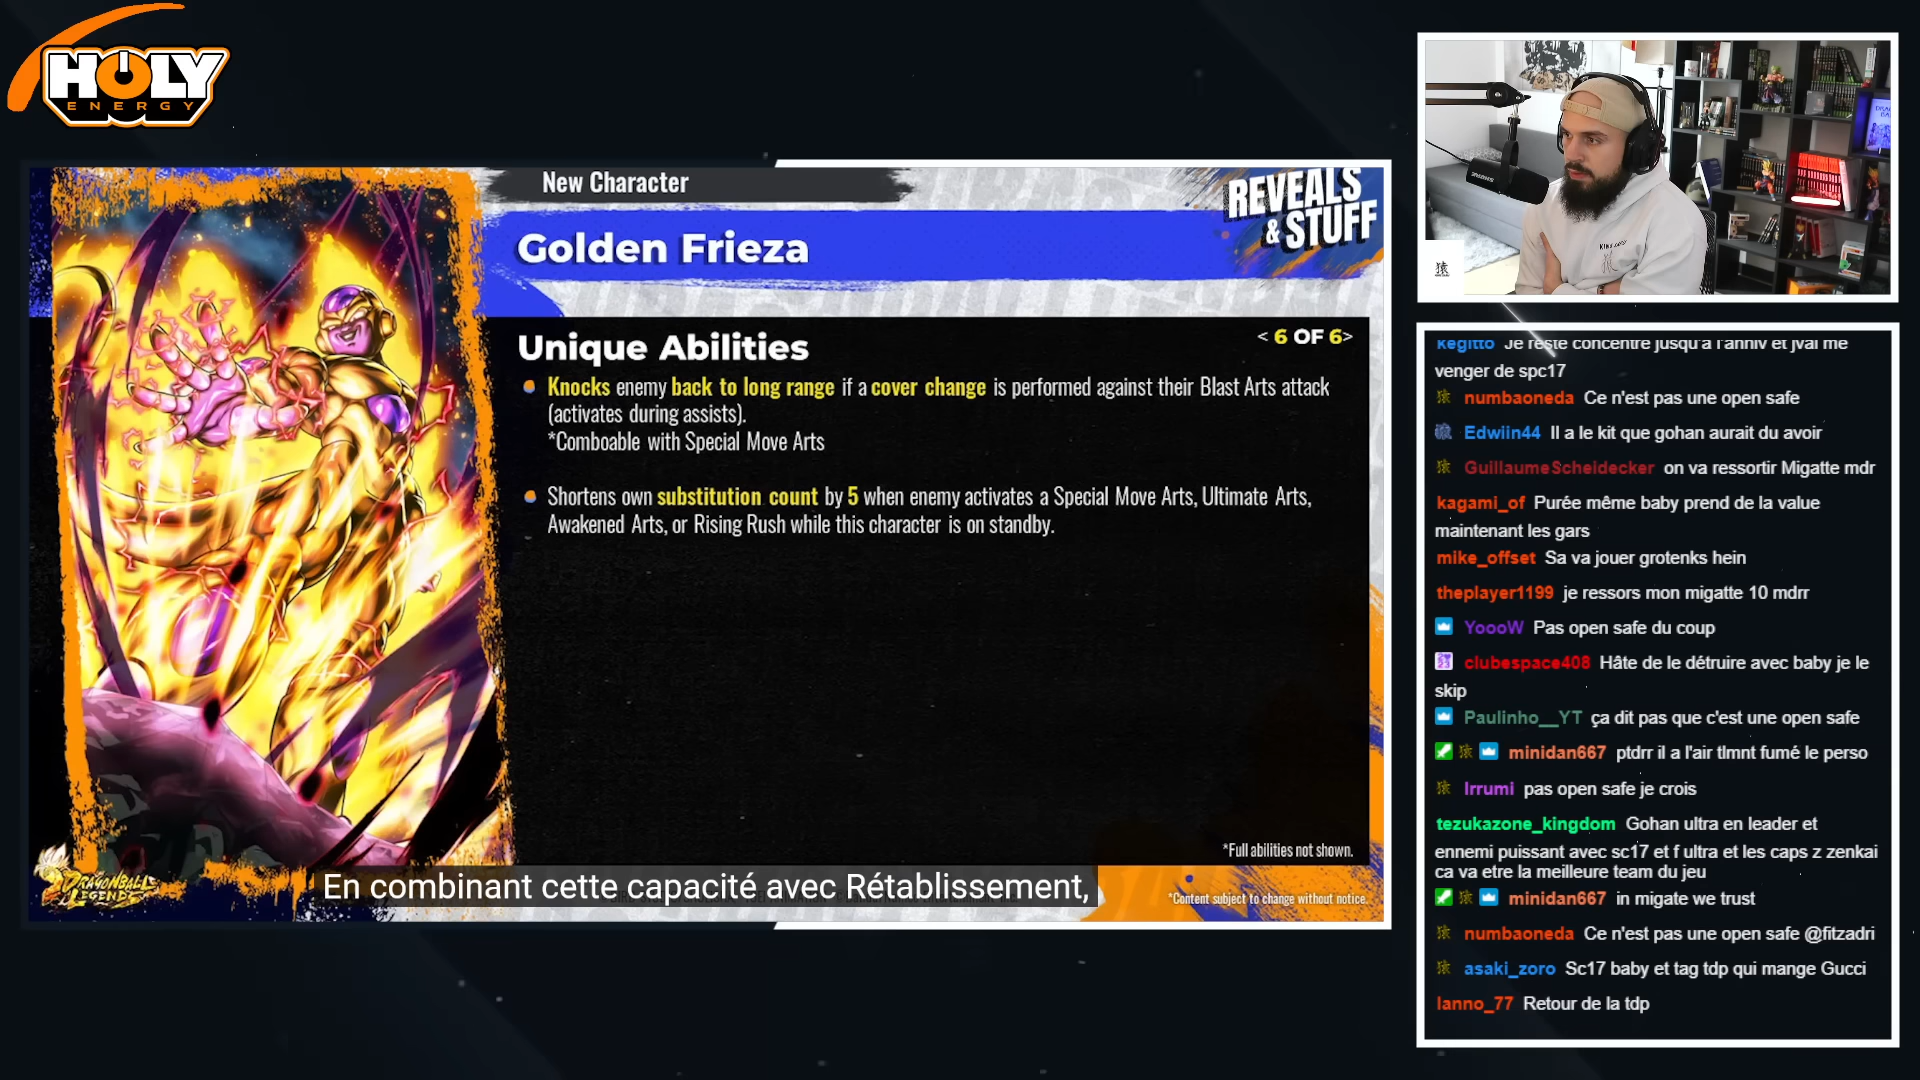 HOLY
ENERGY
New Character
REVEALS
& STUFF
Golden Frieza
Unique Abilities
< 6 OF 6>
Knocks enemy back to long range if a cover change is performed against their Blast Arts attack
(activates during assists).
*Comboable with Special Move Arts
Shortens own substitution count by 5 when enemy activates a Special Move Arts, Ultimate Arts,
Awakened Arts, or Rising Rush while this character is on standby.
*Full abilities not shown.
DRAGONBALL
LEGENDS
En combinant cette capacité avec Rétablissement,
*Content subject to change without notice.
猿
Kegitto Je reste concentré jusqu'a l'anniv et jvai me
venger de spc17
numbaoneda Ce n'est pas une open safe
Edwiin44 Il a le kit que gohan aurait du avoir
GuillaumeScheidecker on va ressortir Migatte mdr
kagami_of Purée même baby prend de la value
maintenant les gars
mike_offset Sa va jouer grotenks hein
theplayer1199 je ressors mon migatte 10 mdrr
YoooW Pas open safe du coup
clubespace408 Hâte de le détruire avec baby je le
skip
Paulinho__YT ça dit pas que c'est une open safe
minidan667 ptdrr il a l'air tlmnt fumé le perso
Irrumi pas open safe je crois
tezukazone_kingdom Gohan ultra en leader et
ennemi puissant avec sc17 et f ultra et les caps z zenkai
ca va etre la meilleure team du jeu
minidan667 in migate we trust
numbaoneda Ce n'est pas une open safe @fitzadri
asaki_zoro Sc17 baby et tag tdp qui mange Gucci
lanno_77 Retour de la tdp